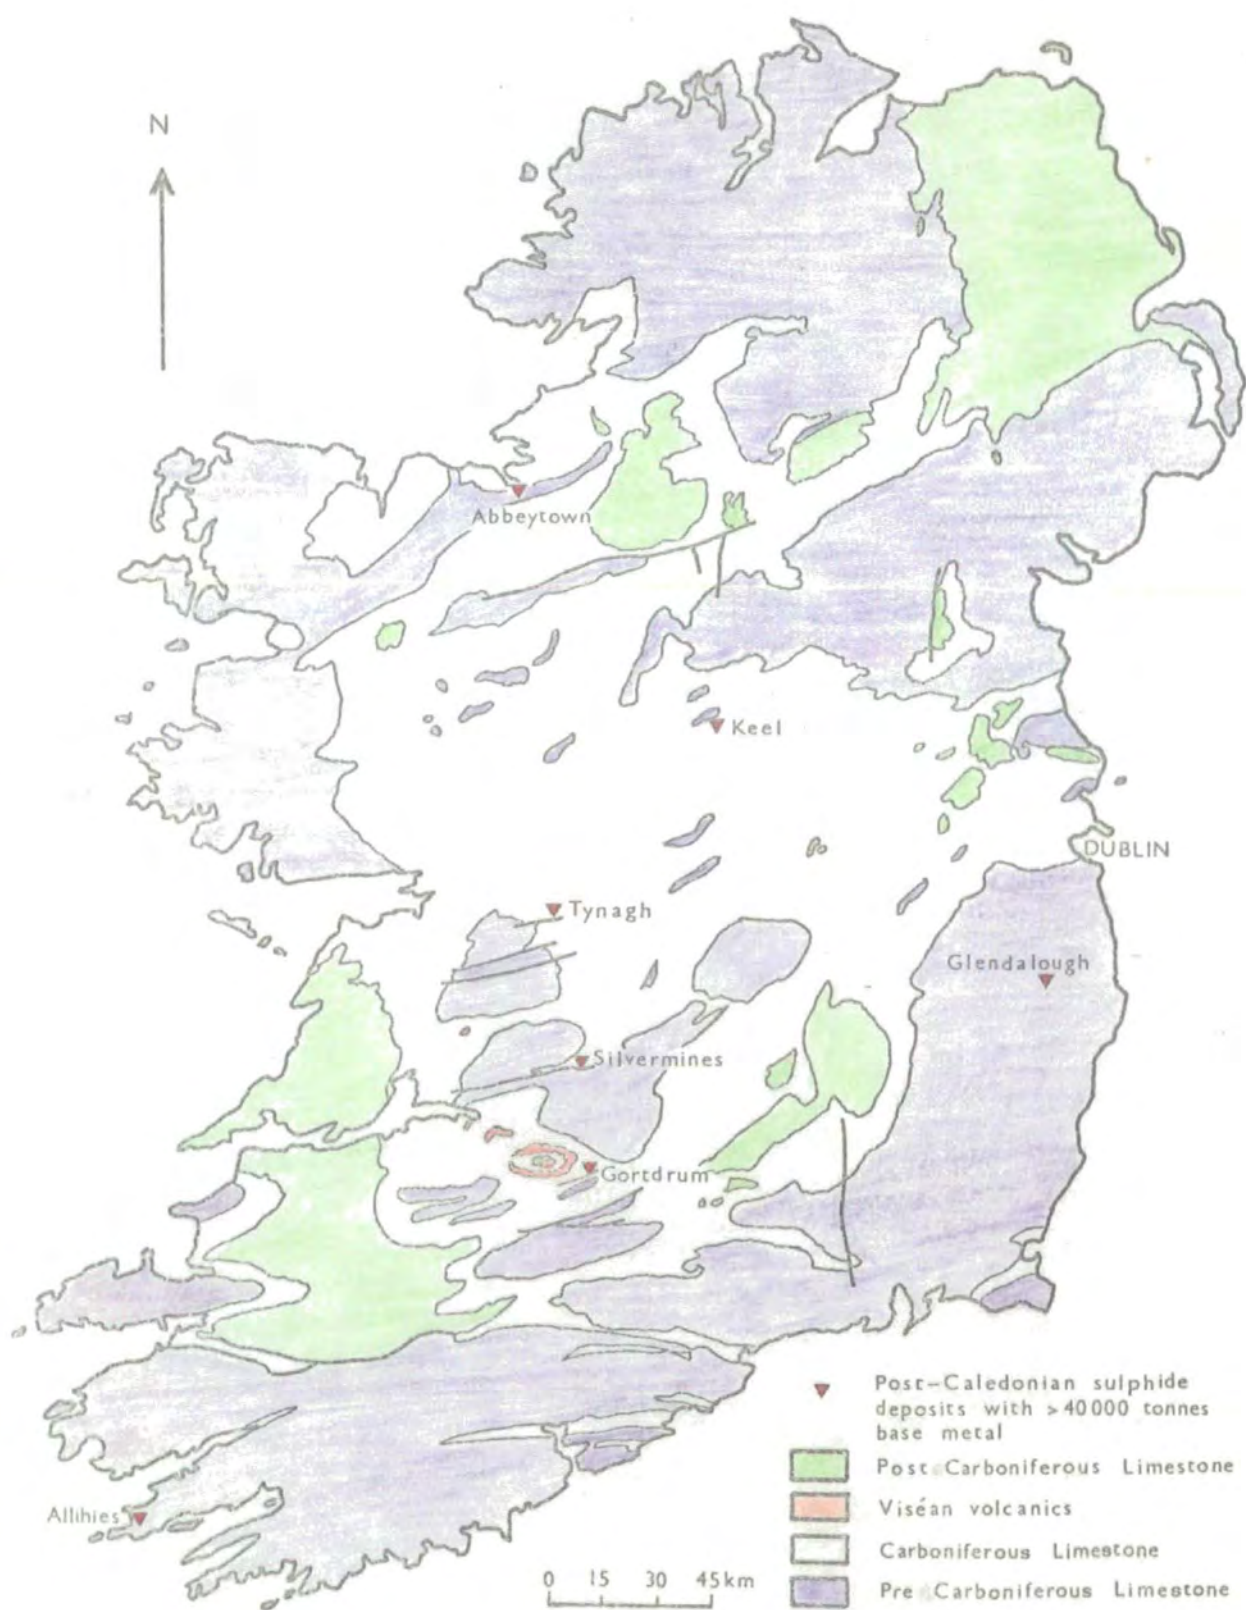 N
Abbeytown
Keel
DUBLIN
Tynagh
Glendalough
Silvermines
Gortdrum
Allihies
Post-Caledonian sulphide
deposits with >40000 tonnes
base metal
Post Carboniferous Limestone
Viséan volcanics
Carboniferous Limestone
Pre Carboniferous Limestone
0 15 30 45km